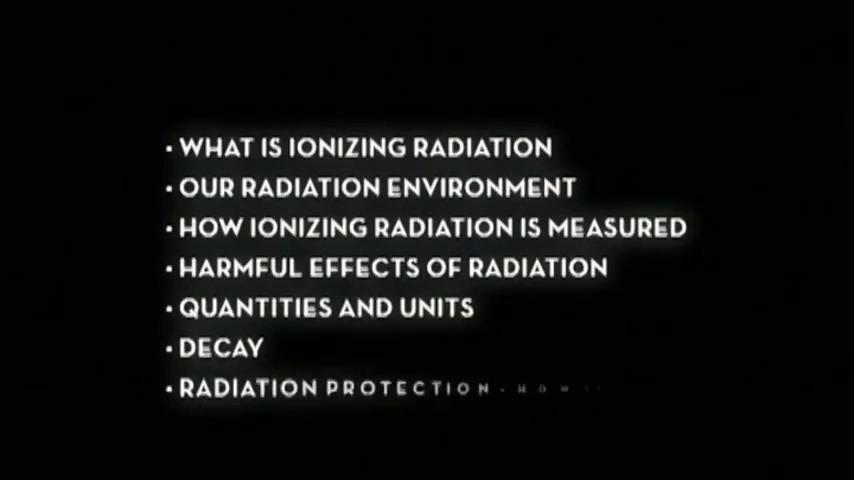 • WHAT IS IONIZING RADIATION
• OUR RADIATION ENVIRONMENT
• HOW IONIZING RADIATION IS MEASURED
• HARMFUL EFFECTS OF RADIATION
• QUANTITIES AND UNITS
• DECAY
• RADIATION PROTECTION - HOW